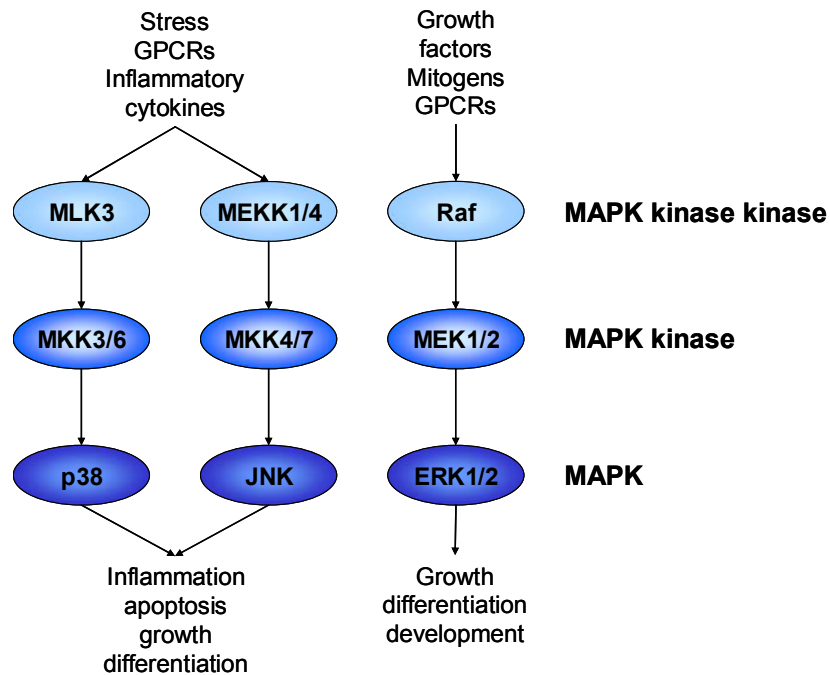 Stress
GPCRs
Inflammatory
cytokines
Growth
factors
Mitogens
GPCRs
MLK3
MEKK1/4
Raf
MAPK kinase kinase
MKK3/6
MKK4/7
MEK1/2
MAPK kinase
p38
JNK
ERK1/2
MAPK
Inflammation
apoptosis
growth
differentiation
Growth
differentiation
development